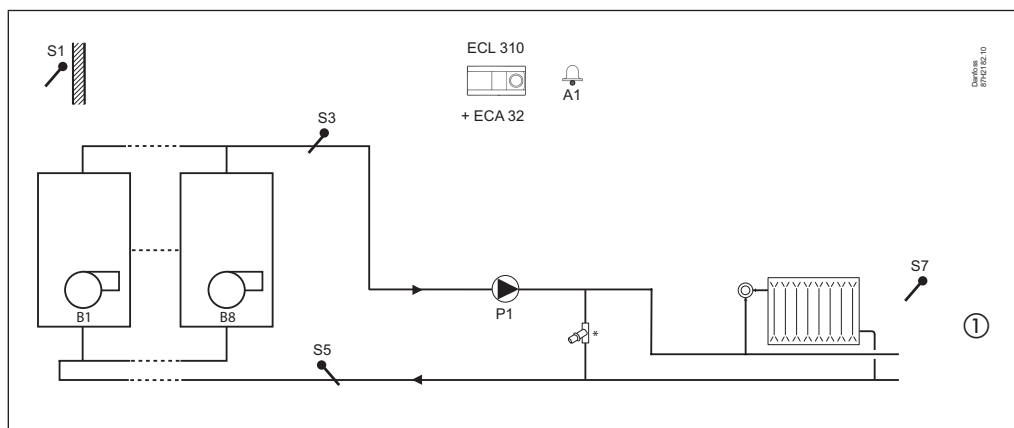 S1
ECL 310
A1
+ ECA 32
Danfoss
87H2182.10
S3
B1
B8
P1
*
S5
S7
①